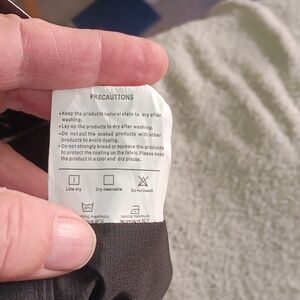 PRECAUTIONS
•Keep the products natural state to dry after
washing.
•Lay up the products to dry after washing.
•Do not put the soaked products with other
products to avoid dyeing.
•Do not strongly knead or squeeze the products
to protect the coating on the fabric. Please keep
the product in a cool and dry places.
Line dry Dry cleanable Do not bleach
maximum
maximum